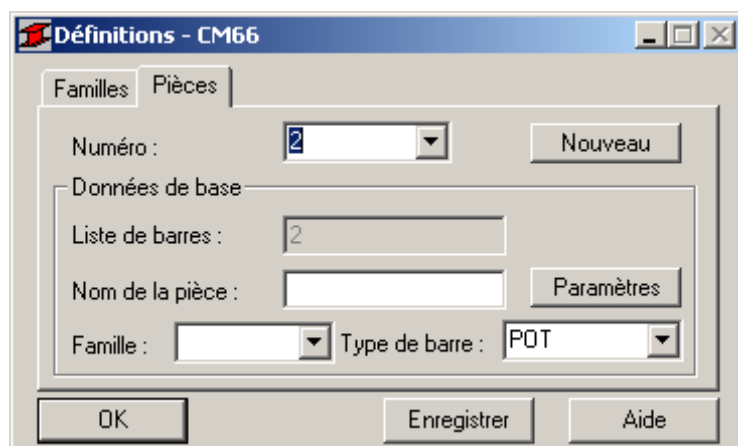 Définitions - CM66
Familles Pièces
Numéro : 2 Nouveau
Données de base
Liste de barres : 2
Nom de la pièce : Paramètres
Famille : Type de barre : POT
OK Enregistrer Aide